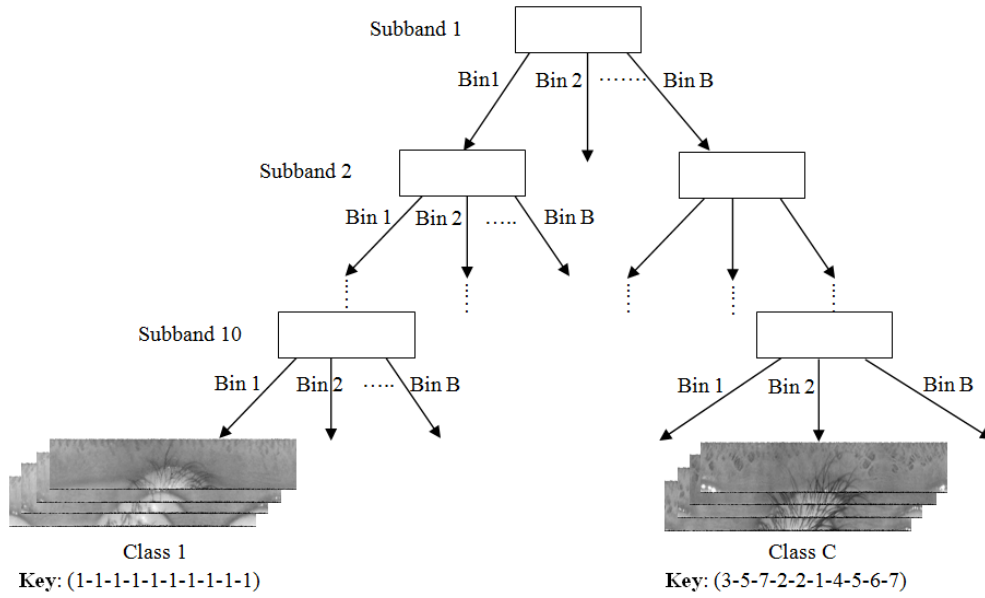 Subband 1
Bin1
Bin 2
.......
Bin B
Subband 2
Bin 1
Bin 2
.....
Bin B
Subband 10
Bin 1
Bin 2
.....
Bin B
Bin 1
Bin 2
Bin B
Class 1
Key: (1-1-1-1-1-1-1-1-1-1)
Class C
Key: (3-5-7-2-2-1-4-5-6-7)